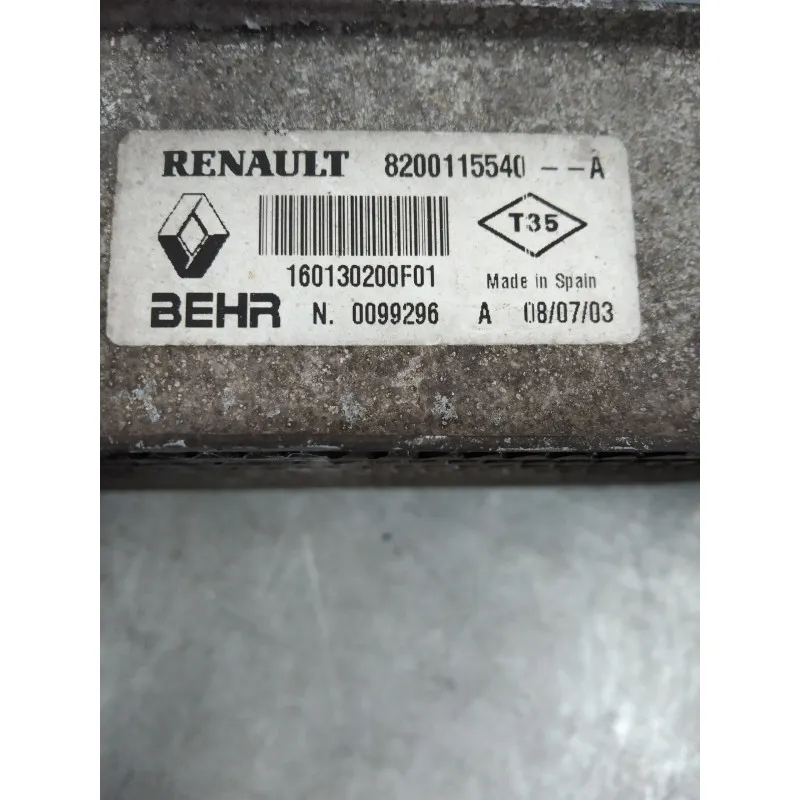 RENAULT 8200115540 --A
T35
160130200F01 Made in Spain
BEHR N. 0099296 A 08/07/03